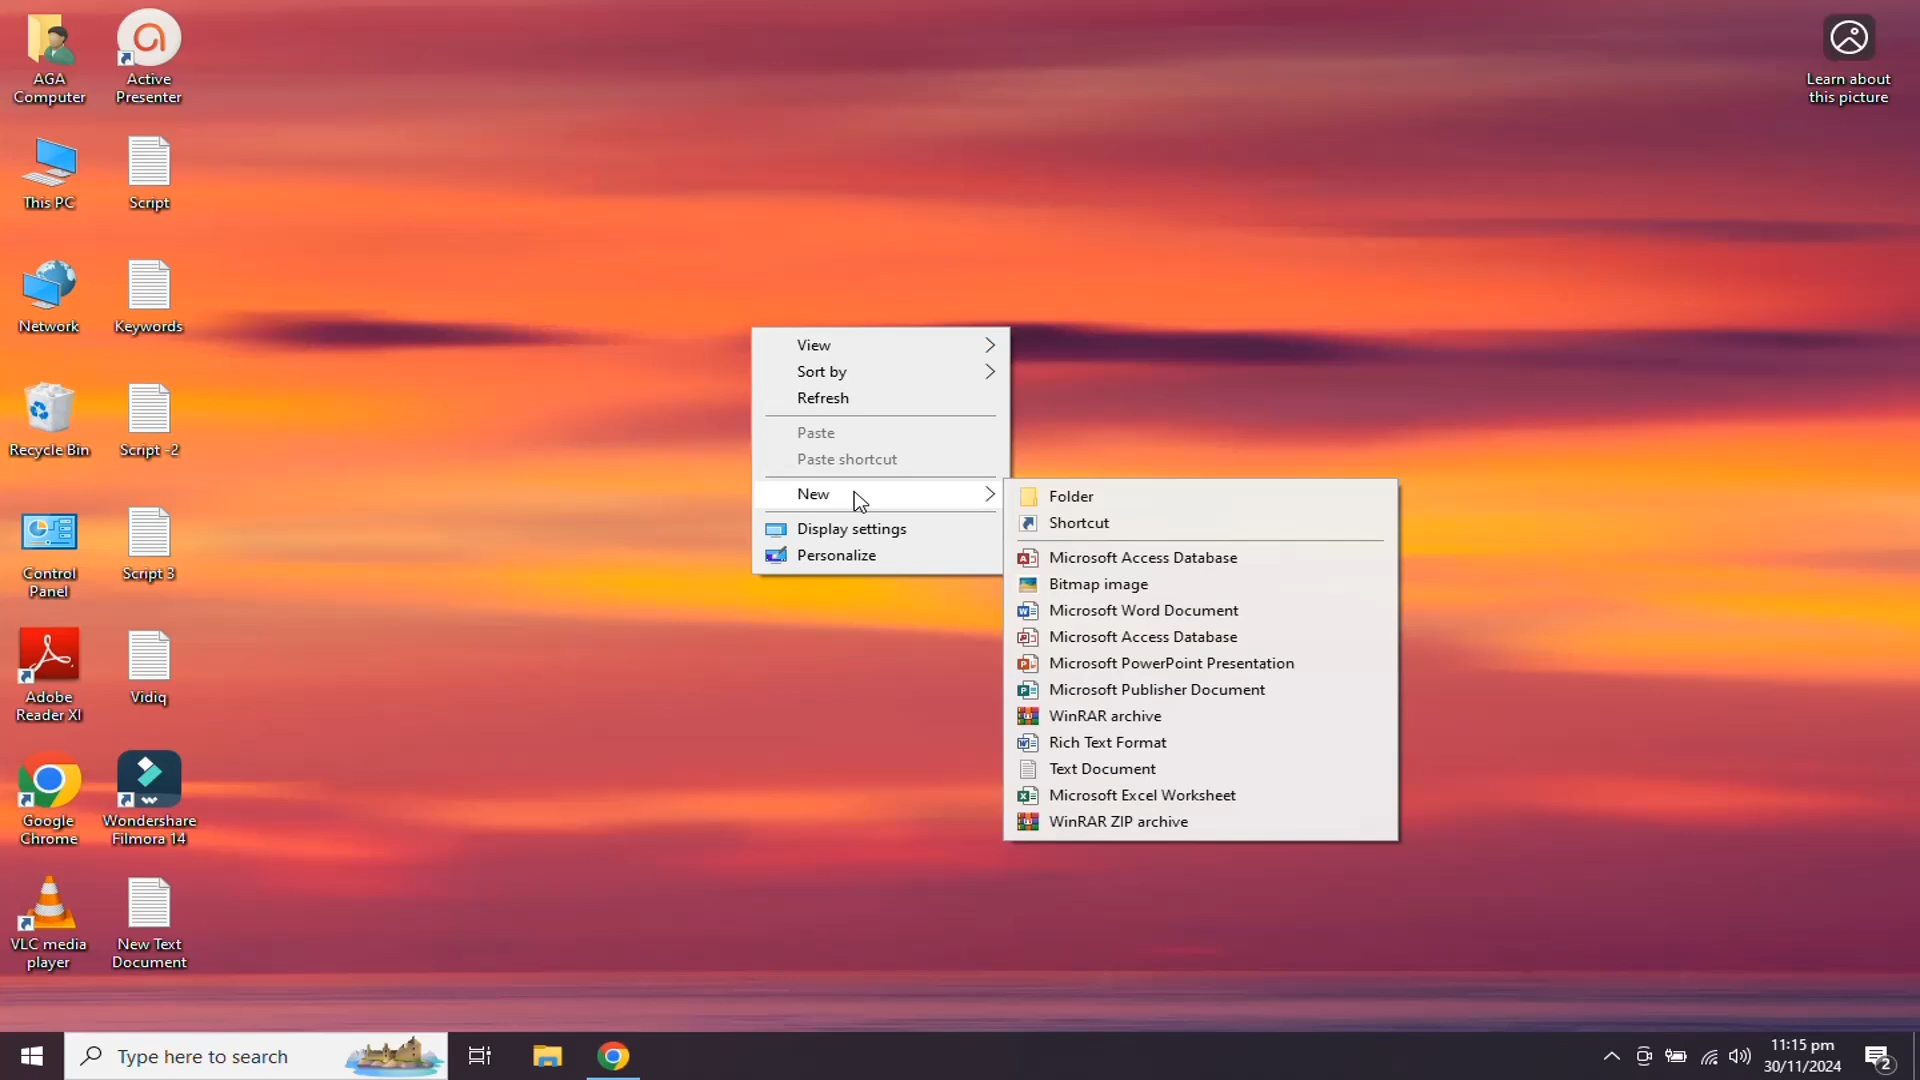 AGA
Computer
Active
Presenter
Learn about
this picture
This PC
Script
Network
Keywords
Recycle Bin
Script -2
Control
Panel
Script 3
Adobe
Reader XI
Vidiq
Google
Chrome
Wondershare
Filmora 14
VLC media
player
New Text
Document
View
Sort by
Refresh
Paste
Paste shortcut
New
Display settings
Personalize
Folder
Shortcut
Microsoft Access Database
Bitmap image
Microsoft Word Document
Microsoft Access Database
Microsoft PowerPoint Presentation
Microsoft Publisher Document
WinRAR archive
Rich Text Format
Text Document
Microsoft Excel Worksheet
WinRAR ZIP archive
Type here to search
11:15 pm
30/11/2024
2